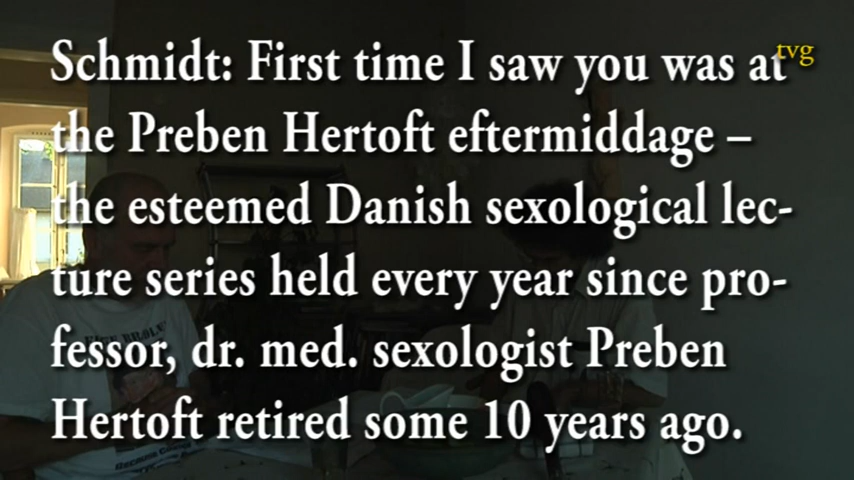 Schmidt: First time I saw you was at
tvg
the Preben Hertoft eftermiddage –
the esteemed Danish sexological lec-
ture series held every year since pro-
fessor, dr. med. sexologist Preben
Hertoft retired some 10 years ago.